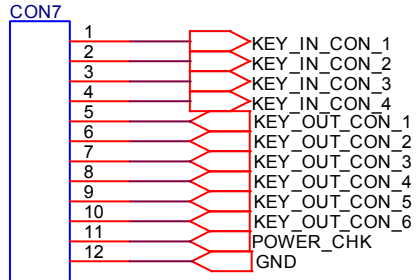 CON7
1 KEY_IN_CON_1
2 KEY_IN_CON_2
3 KEY_IN_CON_3
4 KEY_IN_CON_4
5 KEY_OUT_CON_1
6 KEY_OUT_CON_2
7 KEY_OUT_CON_3
8 KEY_OUT_CON_4
9 KEY_OUT_CON_5
10 KEY_OUT_CON_6
11 POWER_CHK
12 GND